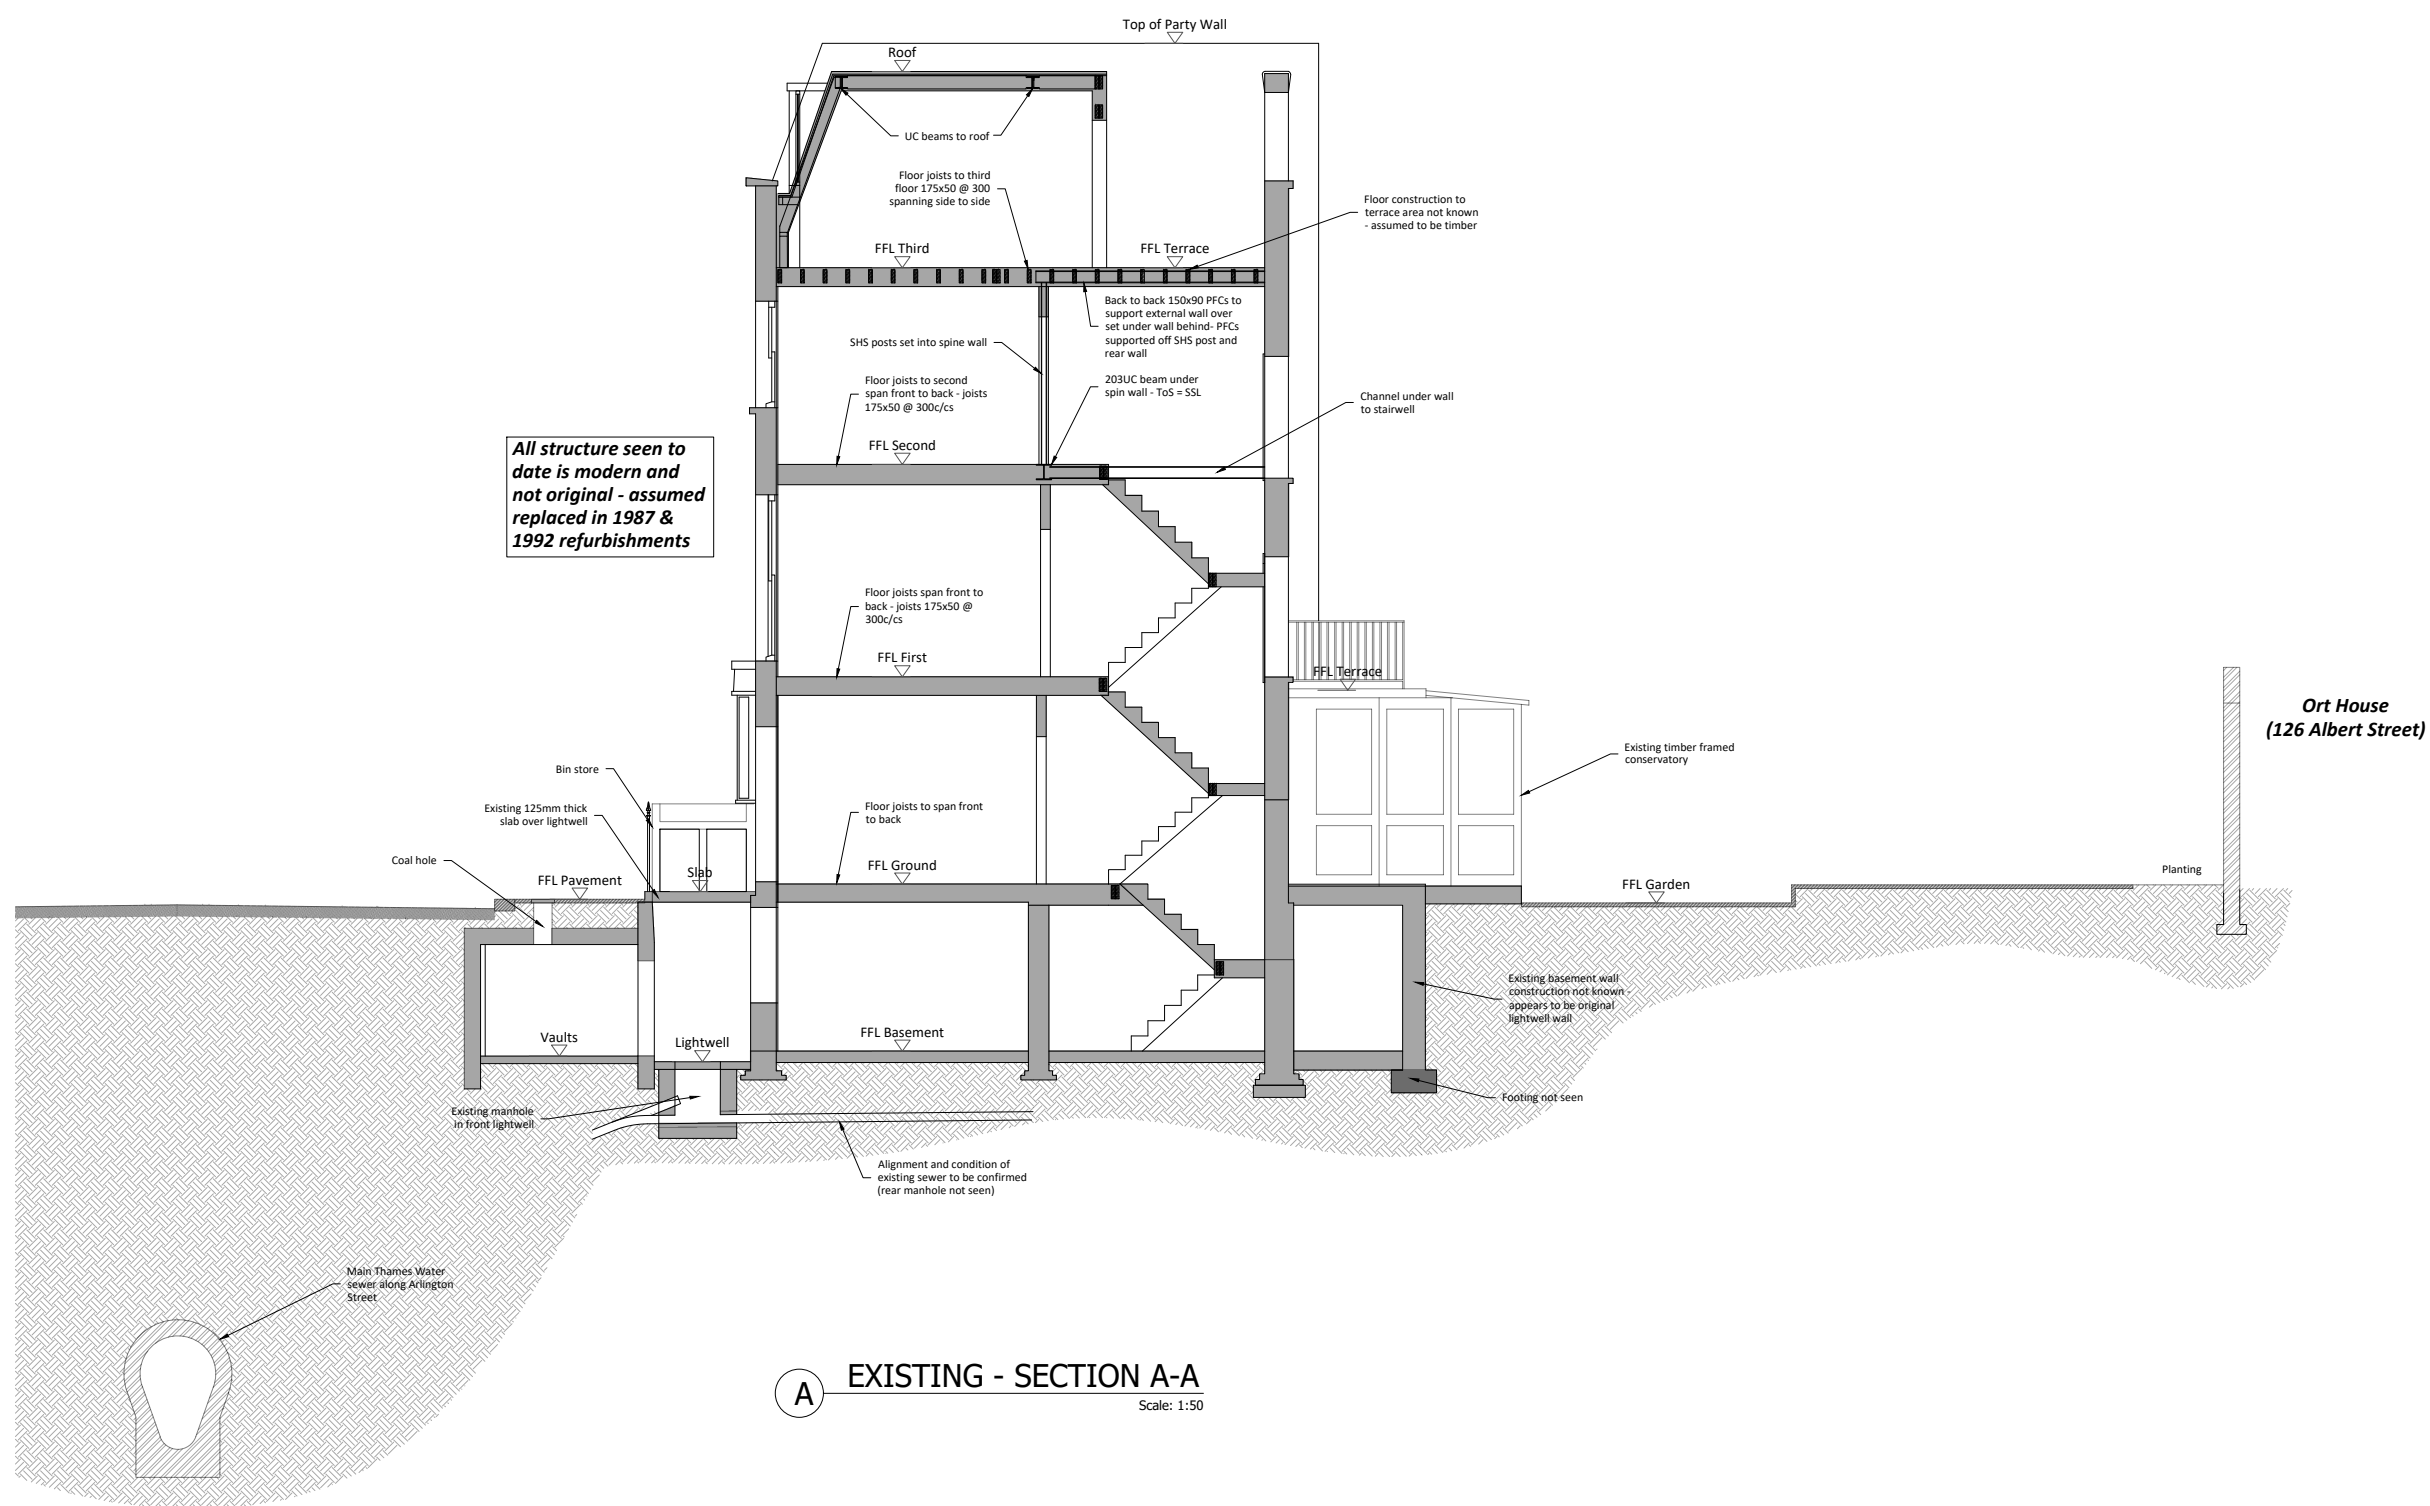 Top of Party Wall
Roof
UC beams to roof
Floor joists to third
floor 175x50 @ 300
spanning side to side
Floor construction to
terrace area not known
- assumed to be timber
FFL Third
FFL Terrace
Back to back 150x90 PFCs to
support external wall over
set under wall behind- PFCs
supported off SHS post and
rear wall
SHS posts set into spine wall
Floor joists to second
span front to back - joists
175x50 @ 300c/cs
203UC beam under
spin wall - ToS = SSL
Channel under wall
to stairwell
All structure seen to
date is modern and
not original - assumed
replaced in 1987 &
1992 refurbishments
FFL Second
Floor joists span front to
back - joists 175x50 @
300c/cs
FFL First
FFL Terrace
Ort House
(126 Albert Street)
Existing timber framed
conservatory
Bin store
Existing 125mm thick
slab over lightwell
Floor joists to span front
to back
Coal hole
FFL Pavement
Slab
FFL Ground
FFL Garden
Planting
Existing basement wall
construction not known -
appears to be original
lightwell wall
Vaults
Lightwell
FFL Basement
Existing manhole
in front lightwell
Footing not seen
Alignment and condition of
existing sewer to be confirmed
(rear manhole not seen)
Main Thames Water
sewer along Arlington
Street
A
EXISTING - SECTION A-A
Scale: 1:50